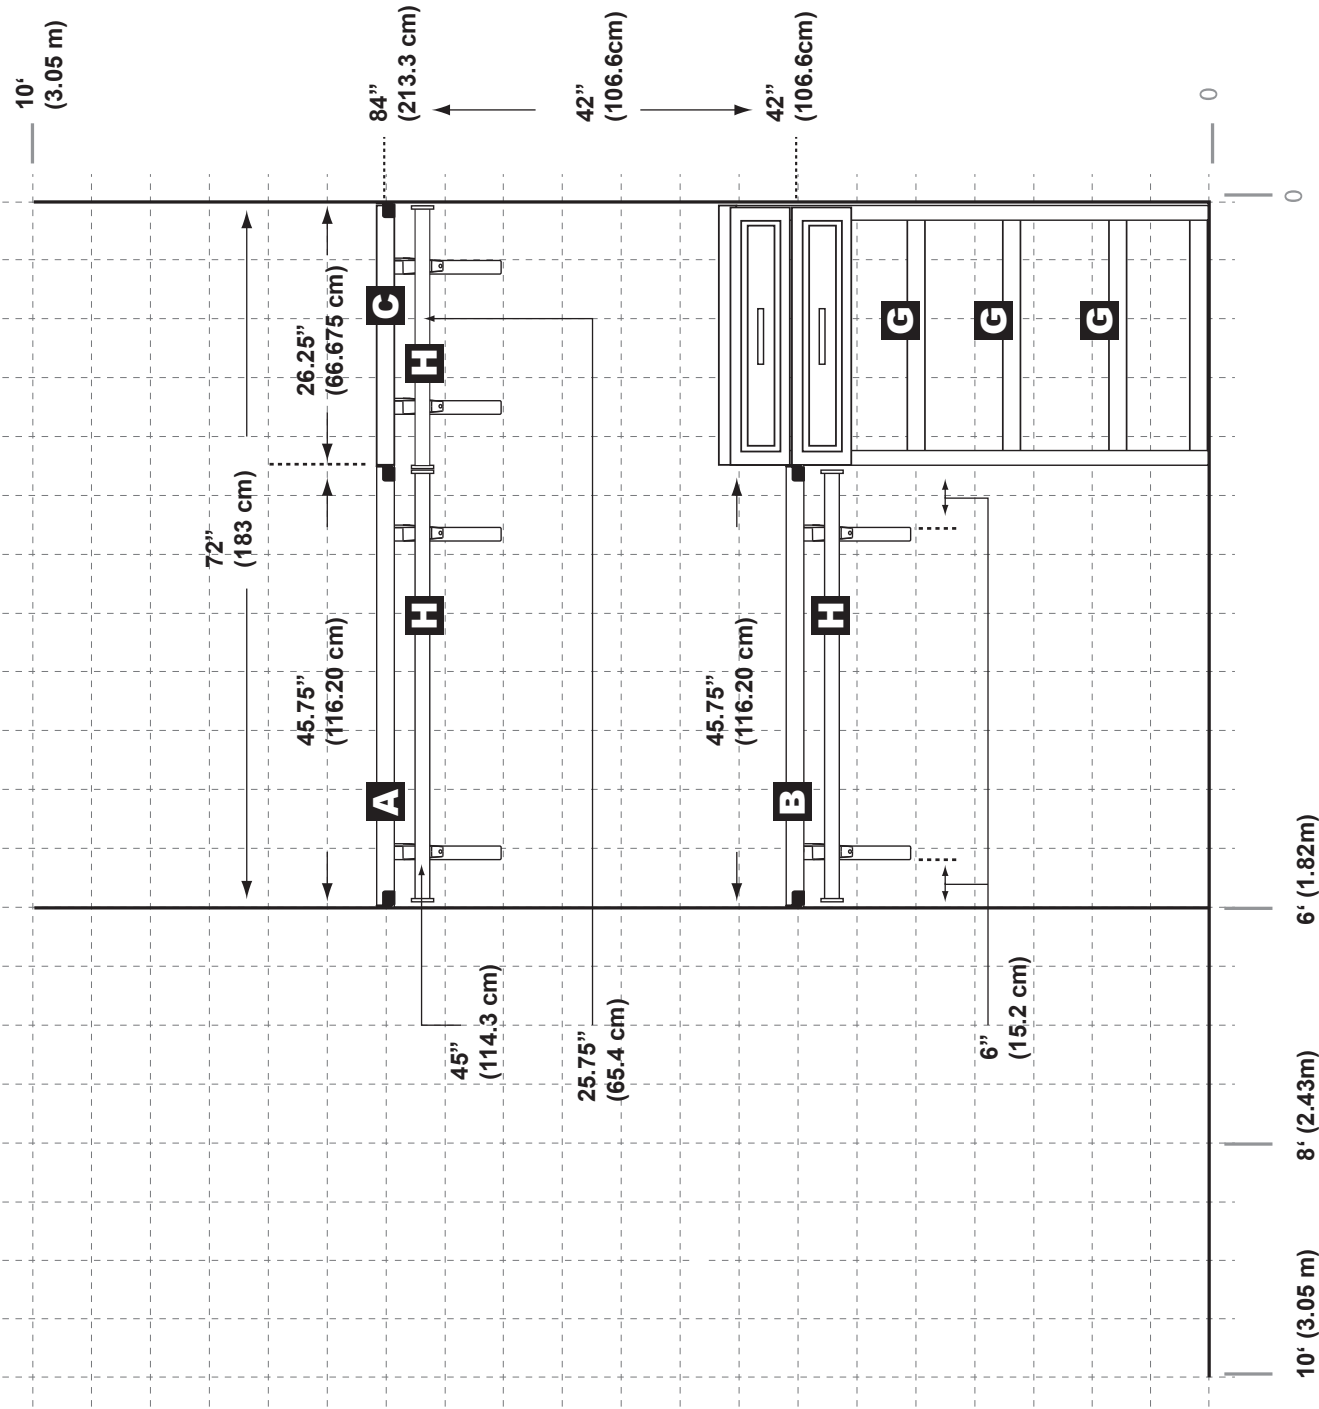 10‘
(3.05 m)
84”
(213.3 cm)
42”
(106.6cm)
42”
(106.6cm)
0
0
72”
(183 cm)
26.25”
(66.675 cm)
45.75”
(116.20 cm)
C
H
A
H
45.75”
(116.20 cm)
B
H
G
G
G
45”
(114.3 cm)
25.75”
(65.4 cm)
6”
(15.2 cm)
6‘ (1.82m)
8‘ (2.43m)
10‘ (3.05 m)